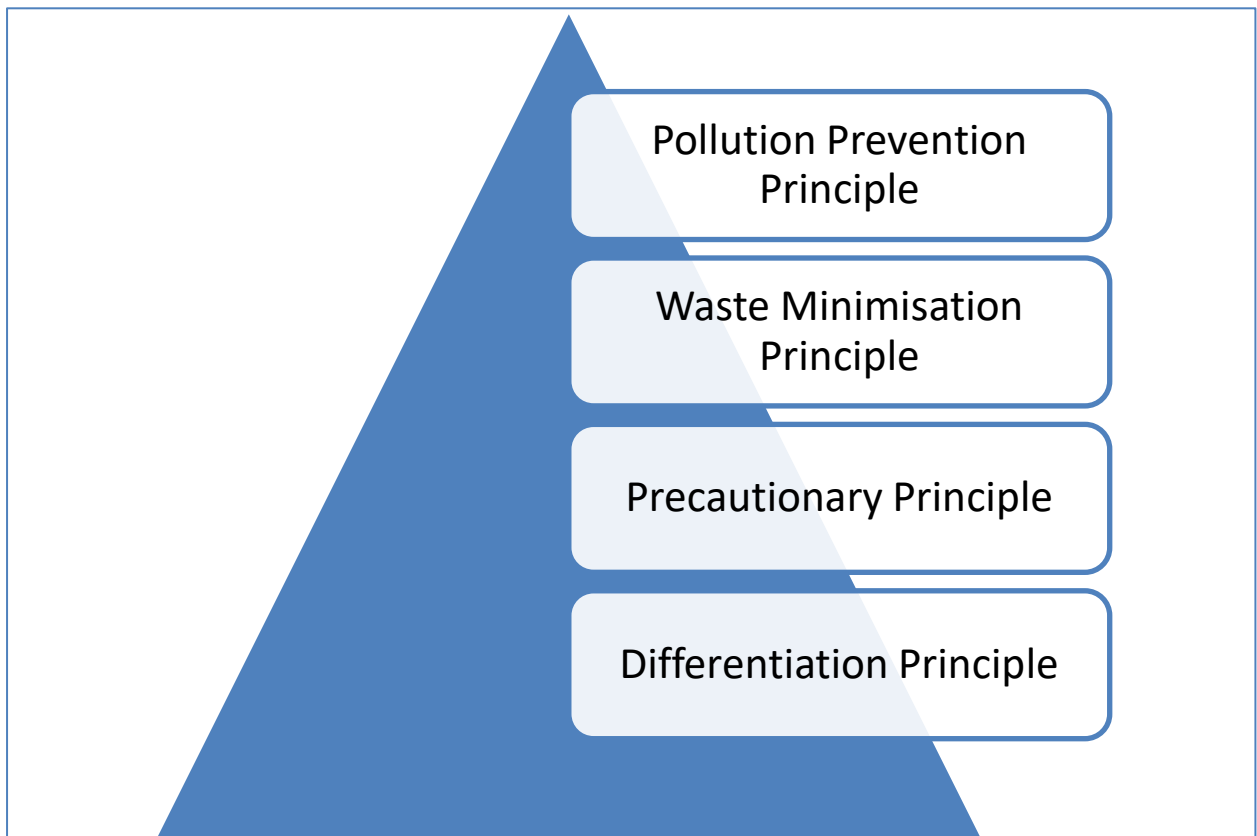 Pollution Prevention
Principle
Waste Minimisation
Principle
Precautionary Principle
Differentiation Principle